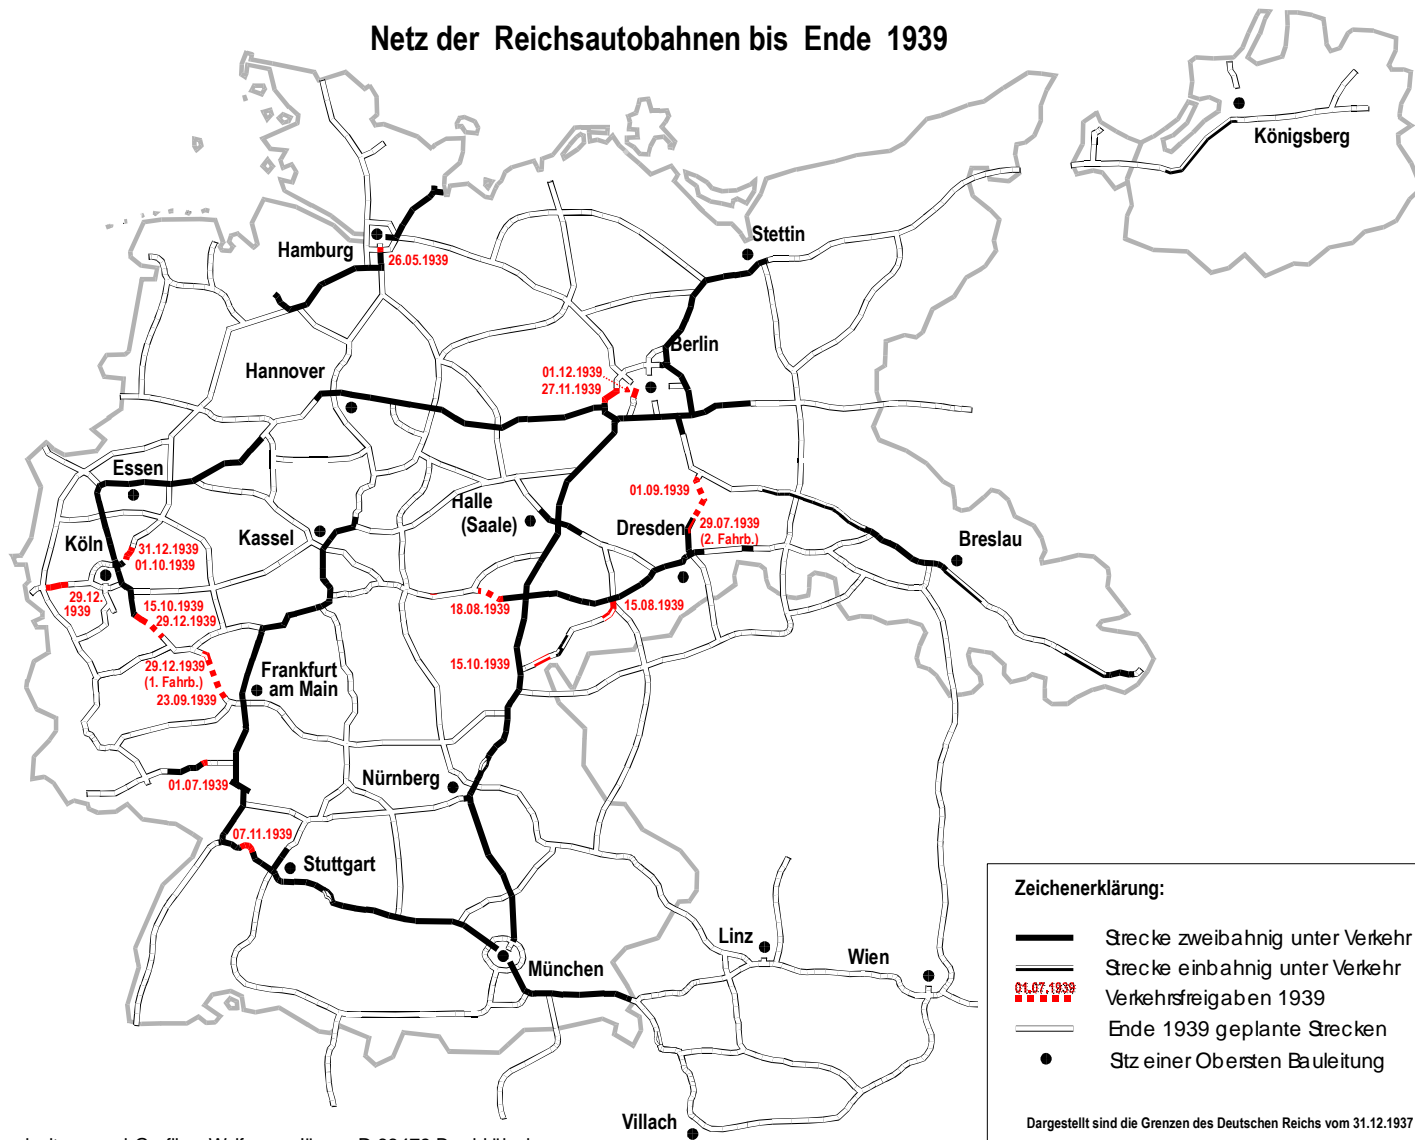 Netz der Reichsautobahnen bis Ende 1939
Königsberg
Stettin
Hamburg
26.05.1939
Berlin
Hannover
01.12.1939
27.11.1939
Essen
Halle
(Saale)
01.09.1939
Dresden
29.07.1939
(2. Fahrb.)
Breslau
Kassel
Köln
31.12.1939
01.10.1939
29.12.
1939
15.10.1939
29.12.1939
18.08.1939
15.08.1939
29.12.1939
(1. Fahrb.)
23.09.1939
15.10.1939
Frankfurt
am Main
01.07.1939
Nürnberg
07.11.1939
Stuttgart
München
Linz
Wien
Villach
Zeichenerklärung:
Strecke zweibahnig unter Verkehr
Strecke einbahnig unter Verkehr
01.07.1939
Verkehrsfreigaben 1939
Ende 1939 geplante Strecken
Sitz einer Obersten Bauleitung
Dargestellt sind die Grenzen des Deutschen Reichs vom 31.12.1937